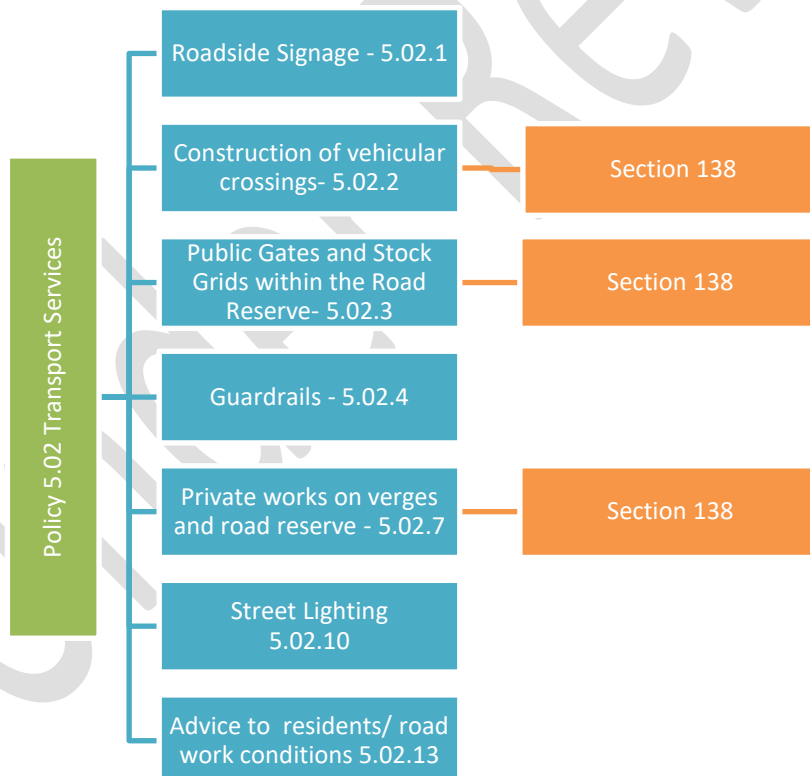 Policy 5.02 Transport Services
Roadside Signage - 5.02.1
Construction of vehicular
crossings- 5.02.2
Section 138
Public Gates and Stock
Grids within the Road
Reserve- 5.02.3
Section 138
Guardrails - 5.02.4
Private works on verges
and road reserve - 5.02.7
Section 138
Street Lighting
5.02.10
Advice to  residents/ road
work conditions 5.02.13